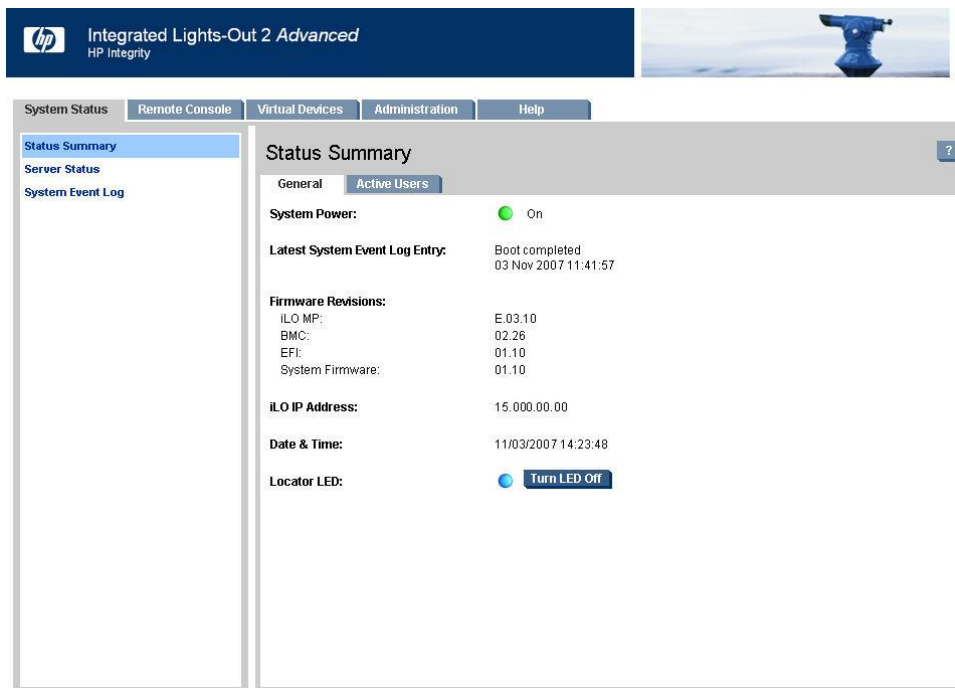 hp
Integrated Lights-Out 2 Advanced
HP Integrity
System Status Remote Console Virtual Devices Administration Help
Status Summary
Server Status
System Event Log
Status Summary
?
General Active Users
System Power: On
Latest System Event Log Entry: Boot completed
03 Nov 2007 11:41:57
Firmware Revisions:
iLO MP: E.03.10
BMC: 02.26
EFI: 01.10
System Firmware: 01.10
iLO IP Address: 15.000.00.00
Date & Time: 11/03/2007 14:23:48
Locator LED: Turn LED Off